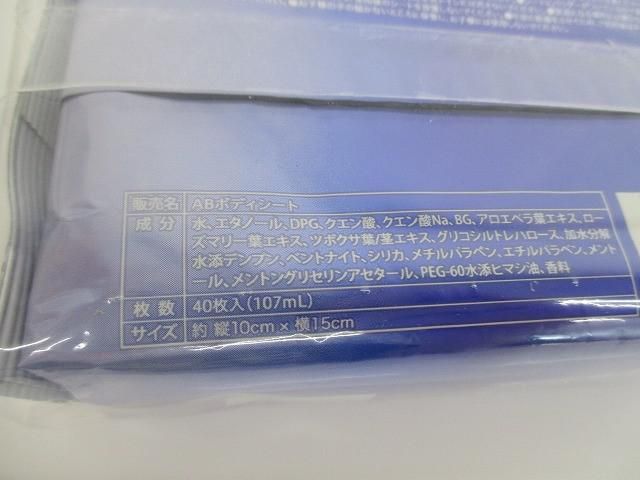 販売名 ABボディシート
成分 水、エタノール、DPG、クエン酸、クエン酸Na、BG、アロエベラ葉エキス、ロー
ズマリー葉エキス、ツボクサ葉/茎エキス、グリコシルトレハロース、加水分解
水添デンプン、ベントナイト、シリカ、メチルパラベン、エチルパラベン、メント
ール、メントングリセリンアセタール、PEG-60水添ヒマシ油、香料
枚数 40枚入(107mL)
サイズ 約 縦10cm×横15cm